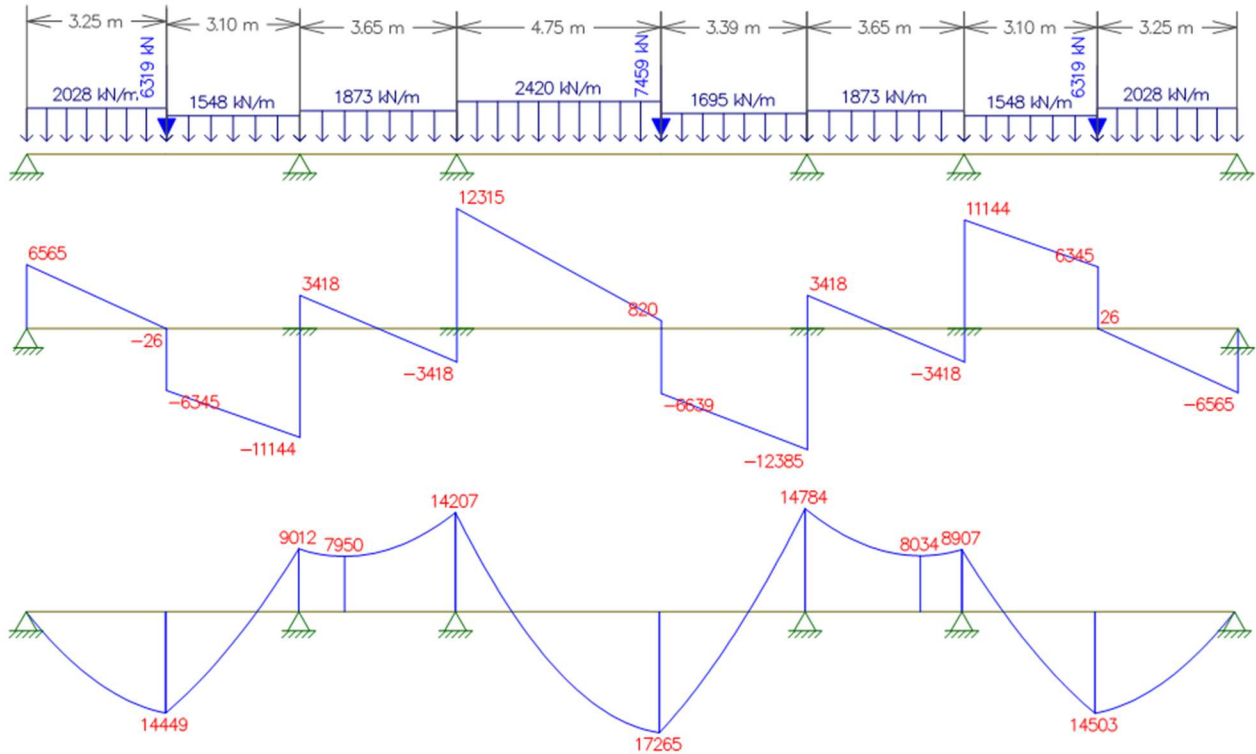 3.25 m
3.10 m
3.65 m
4.75 m
3.39 m
3.65 m
3.10 m
3.25 m
6319 kN
7459 kN
6319 kN
2028 kN/m
1548 kN/m
1873 kN/m
2420 kN/m
1695 kN/m
1873 kN/m
1548 kN/m
2028 kN/m
6565
-26
-6345
-11144
3418
-3418
12315
820
-6639
-12385
3418
-3418
11144
6345
26
-6565
14449
9012
7950
14207
17265
14784
8034
8907
14503